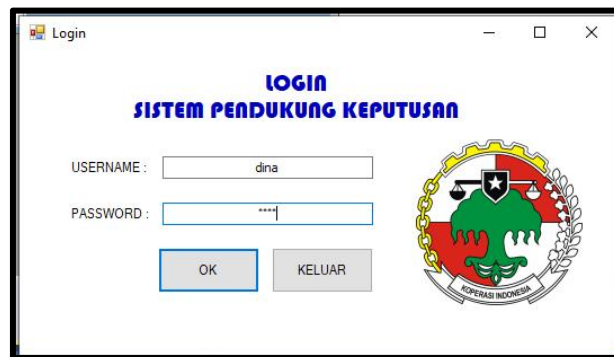 Login
LOGIN
SISTEM PENDUKUNG KEPUTUSAN
USERNAME :
dina
PASSWORD :
****
OK
KELUAR
KOPERASI INDONESIA